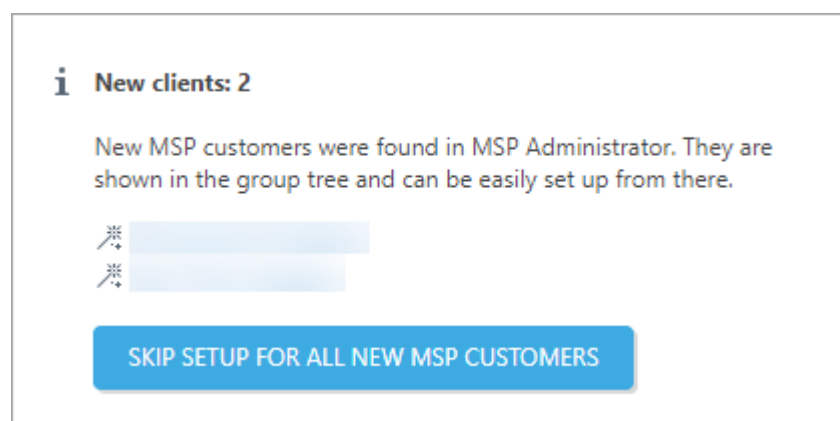 New clients: 2
New MSP customers were found in MSP Administrator. They are
shown in the group tree and can be easily set up from there.
SKIP SETUP FOR ALL NEW MSP CUSTOMERS